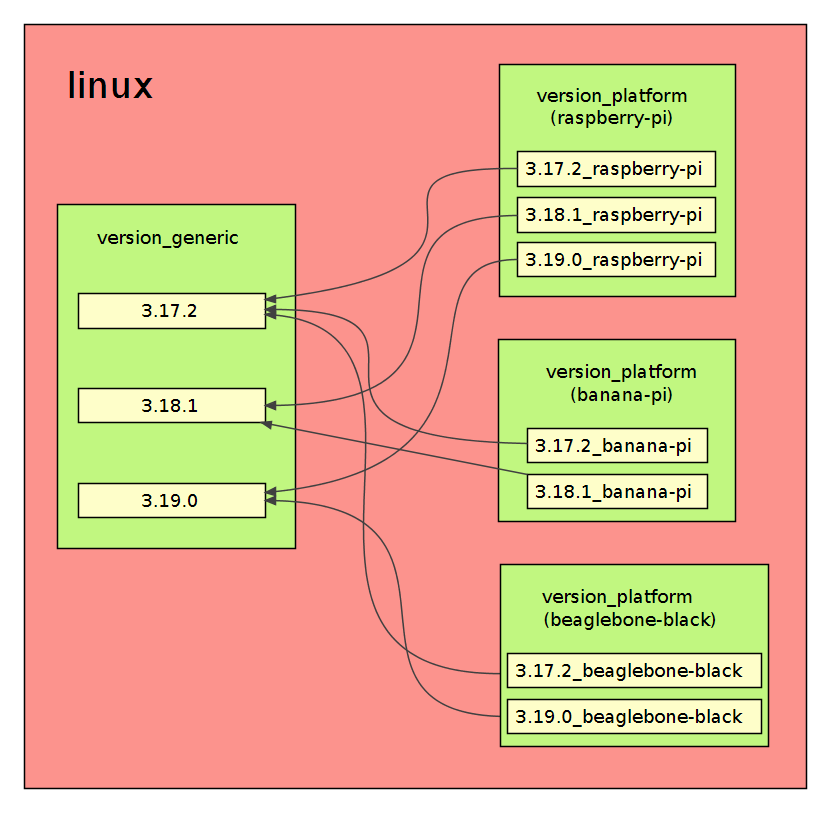 linux
version_generic
3.17.2
3.18.1
3.19.0
version_platform
(raspberry-pi)
3.17.2_raspberry-pi
3.18.1_raspberry-pi
3.19.0_raspberry-pi
version_platform
(banana-pi)
3.17.2_banana-pi
3.18.1_banana-pi
version_platform
(beaglebone-black)
3.17.2_beaglebone-black
3.19.0_beaglebone-black